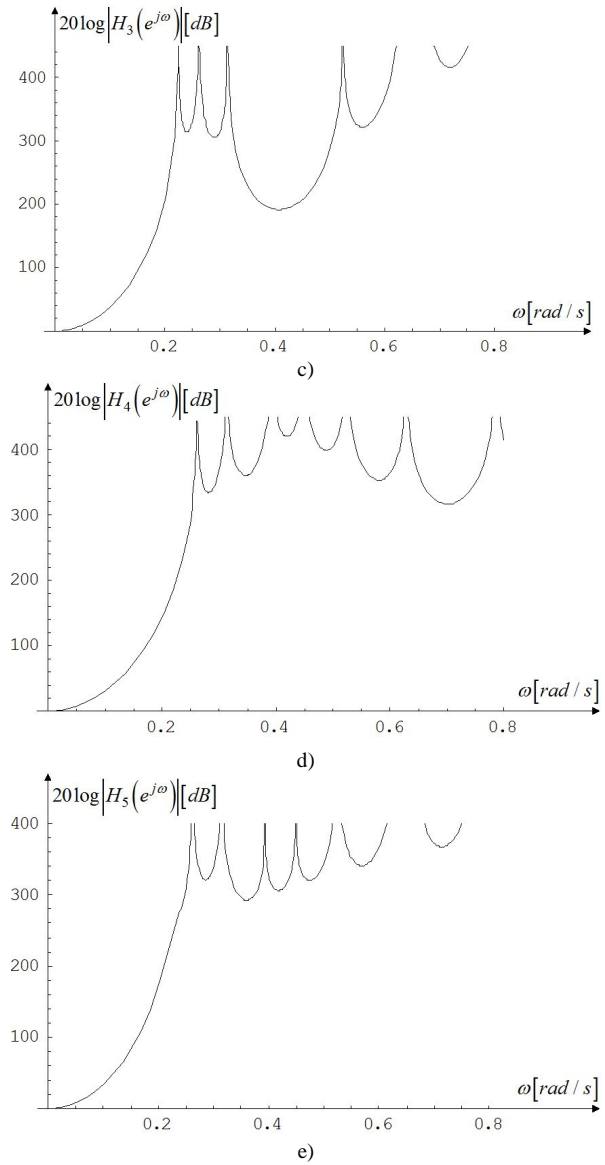 20log|H₃(e^{jω})|[dB]
400
300
200
100
0.2 0.4 0.6 0.8
ω[rad / s]
c)
20log|H₄(e^{jω})|[dB]
400
300
200
100
0.2 0.4 0.6 0.8
ω[rad / s]
d)
20log|H₅(e^{jω})|[dB]
400
300
200
100
0.2 0.4 0.6 0.8
ω[rad / s]
e)